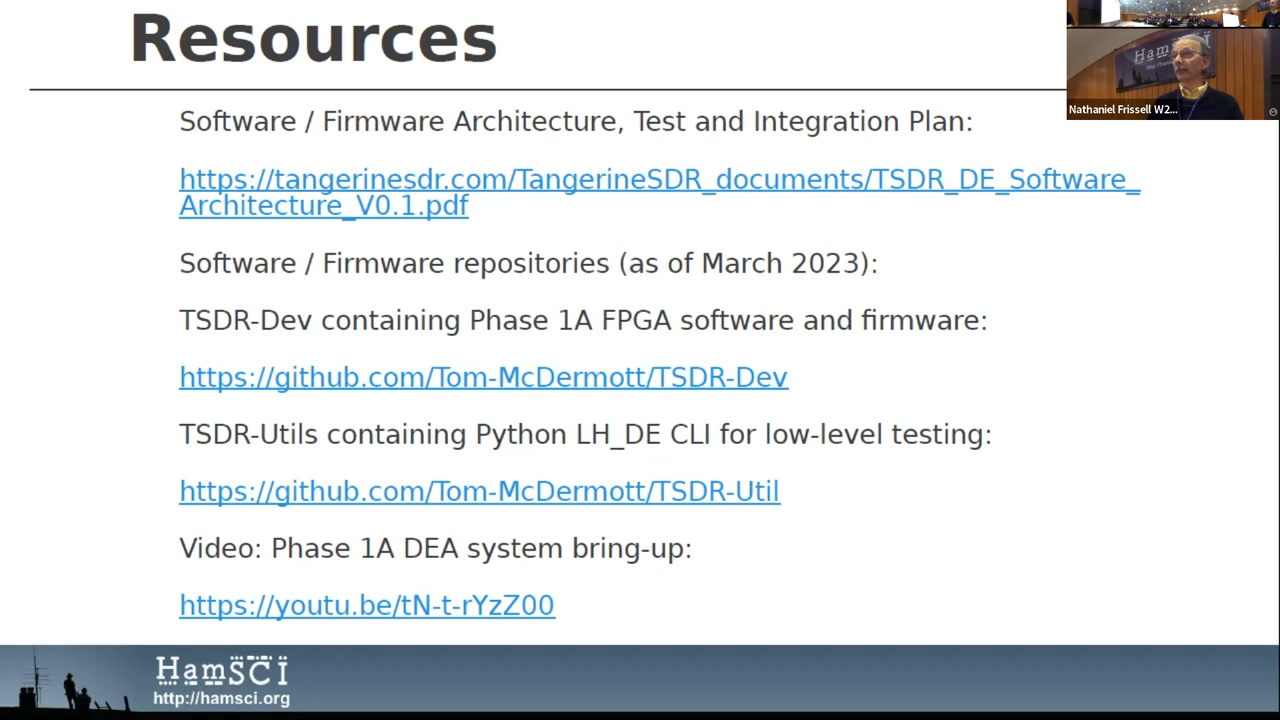 Resources
Software / Firmware Architecture, Test and Integration Plan:
https://tangerinesdr.com/TangerineSDR_documents/TSDR_DE_Software_
Architecture_V0.1.pdf
Software / Firmware repositories (as of March 2023):
TSDR-Dev containing Phase 1A FPGA software and firmware:
https://github.com/Tom-McDermott/TSDR-Dev
TSDR-Utils containing Python LH_DE CLI for low-level testing:
https://github.com/Tom-McDermott/TSDR-Util
Video: Phase 1A DEA system bring-up:
https://youtu.be/tN-t-rYzZ00
HamSCI
Nathaniel Frissell W2...
HamSCI
http://hamsci.org